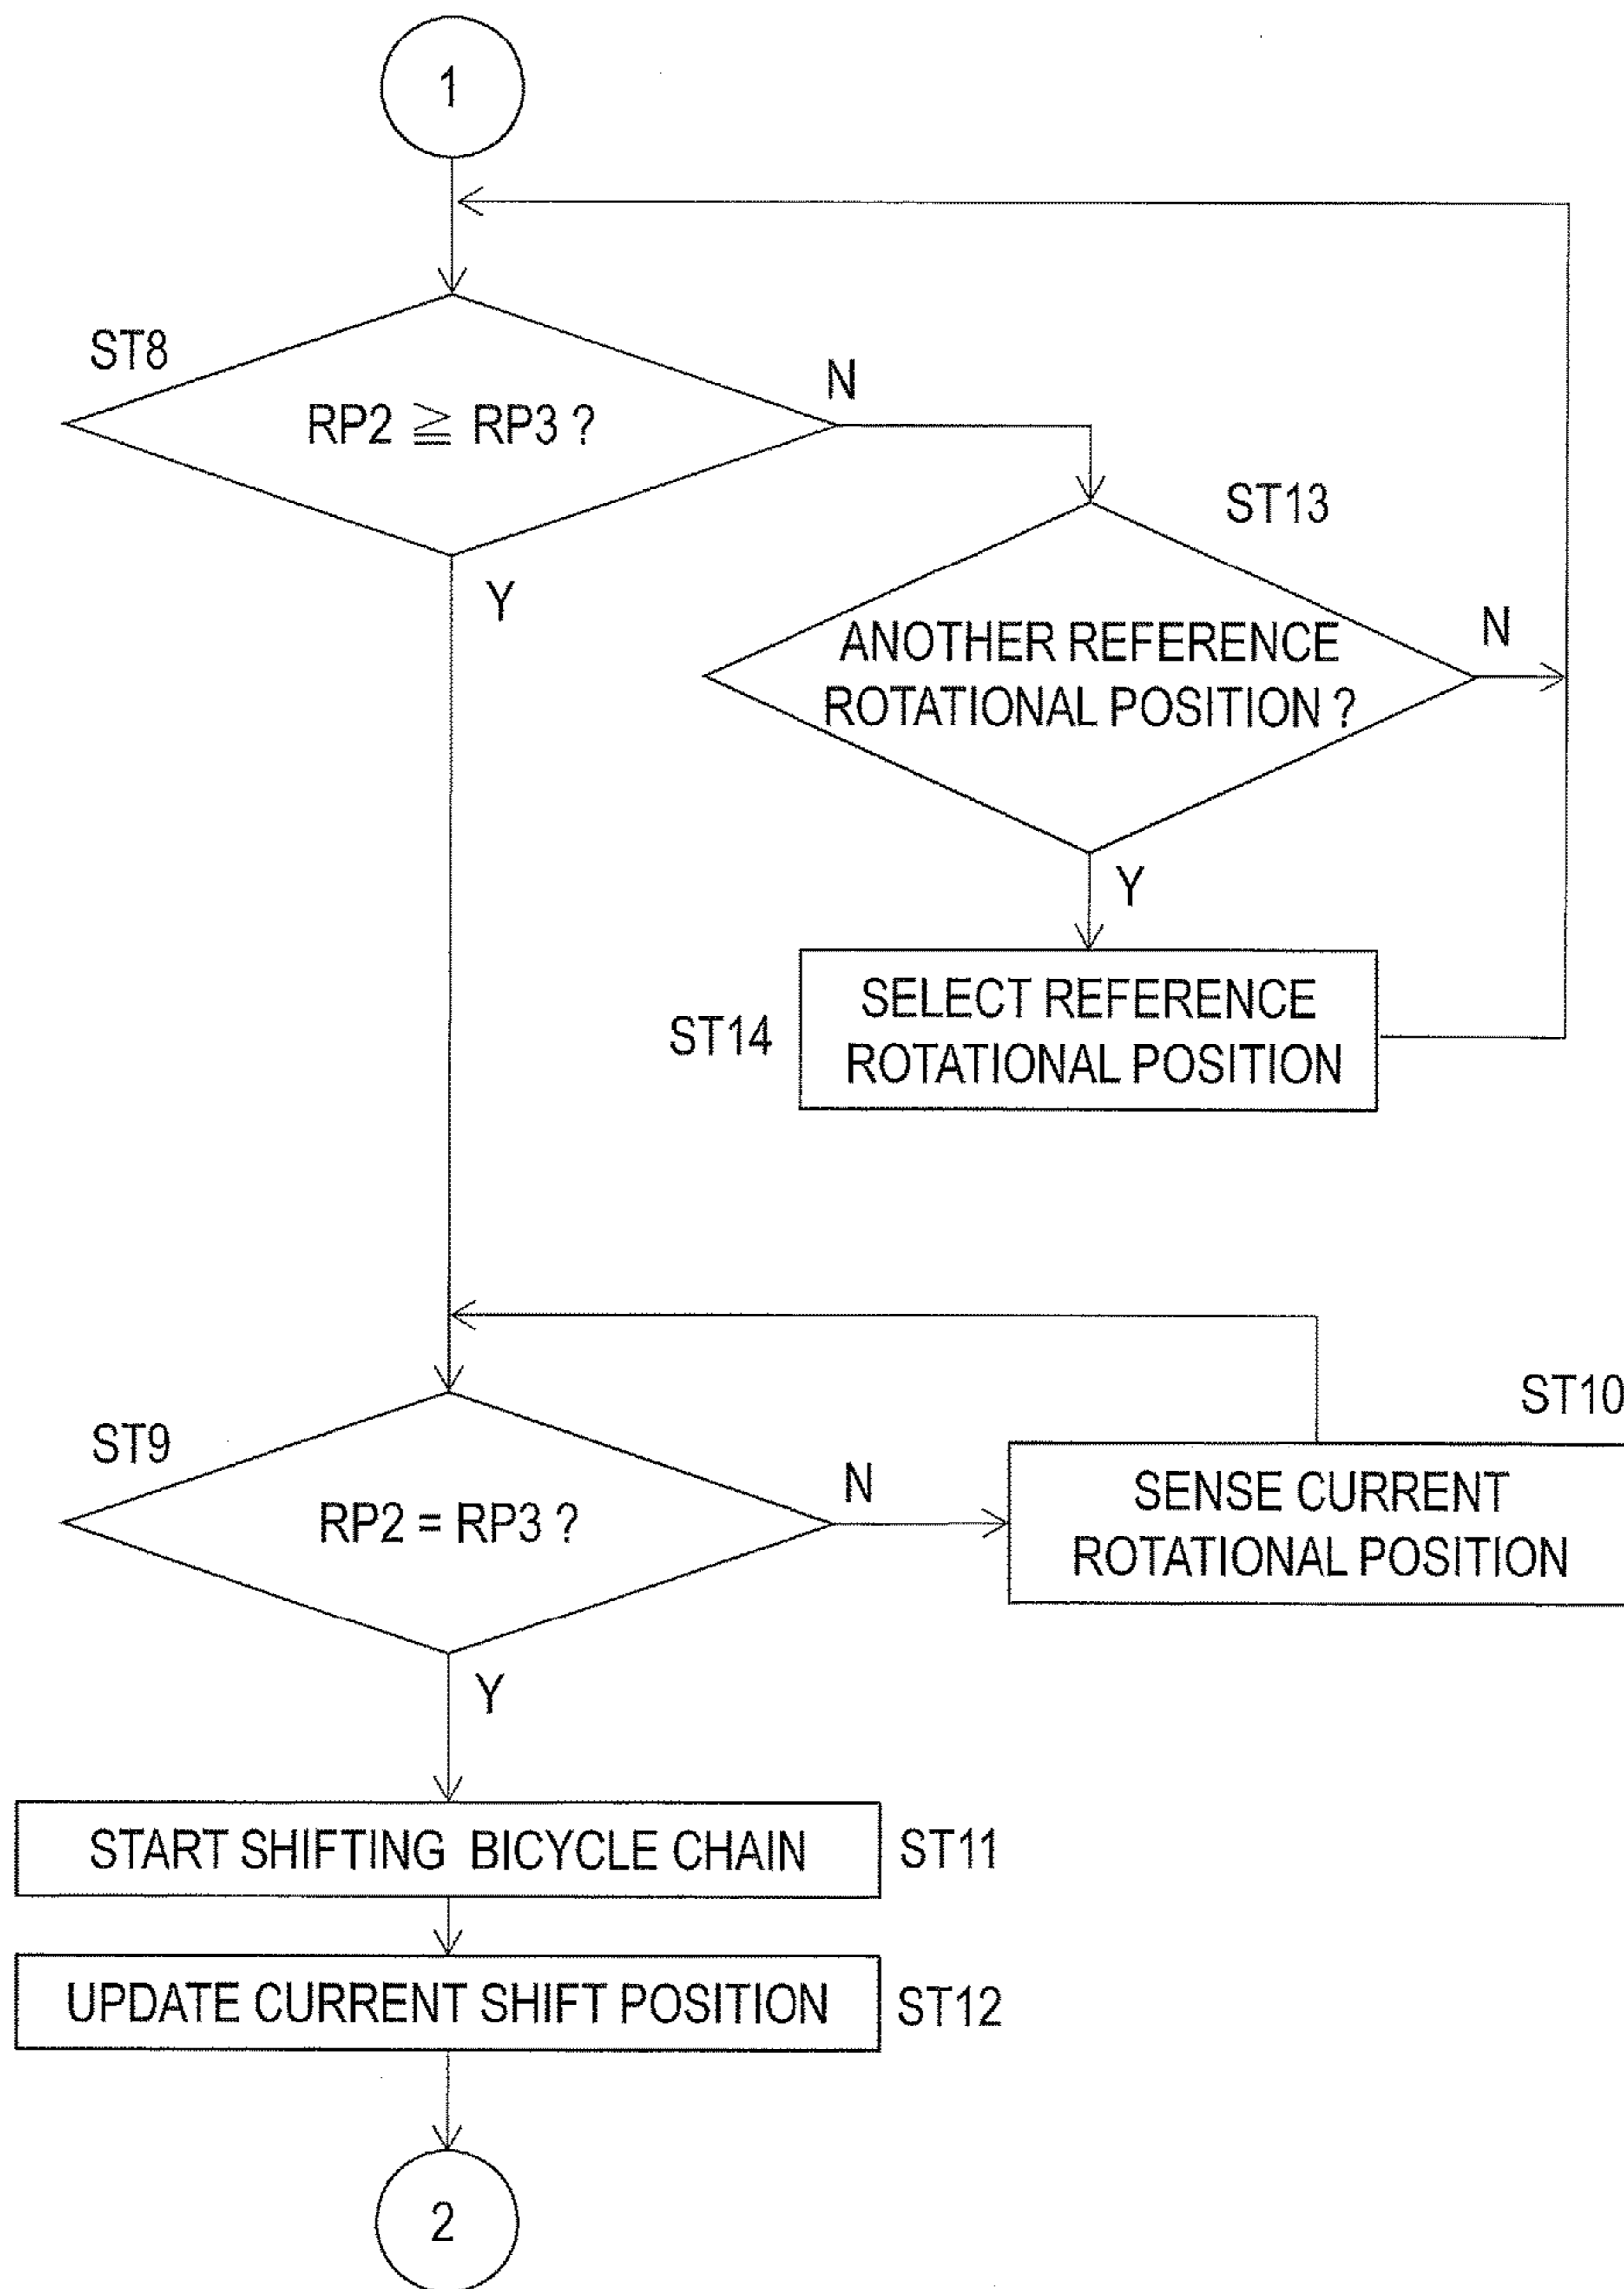 1
ST8
RP2 ≧ RP3 ?
N
Y
ST13
ANOTHER REFERENCE
ROTATIONAL POSITION ?
N
Y
ST14
SELECT REFERENCE
ROTATIONAL POSITION
ST9
RP2 = RP3 ?
N
Y
ST10
SENSE CURRENT
ROTATIONAL POSITION
START SHIFTING BICYCLE CHAIN
ST11
UPDATE CURRENT SHIFT POSITION
ST12
2